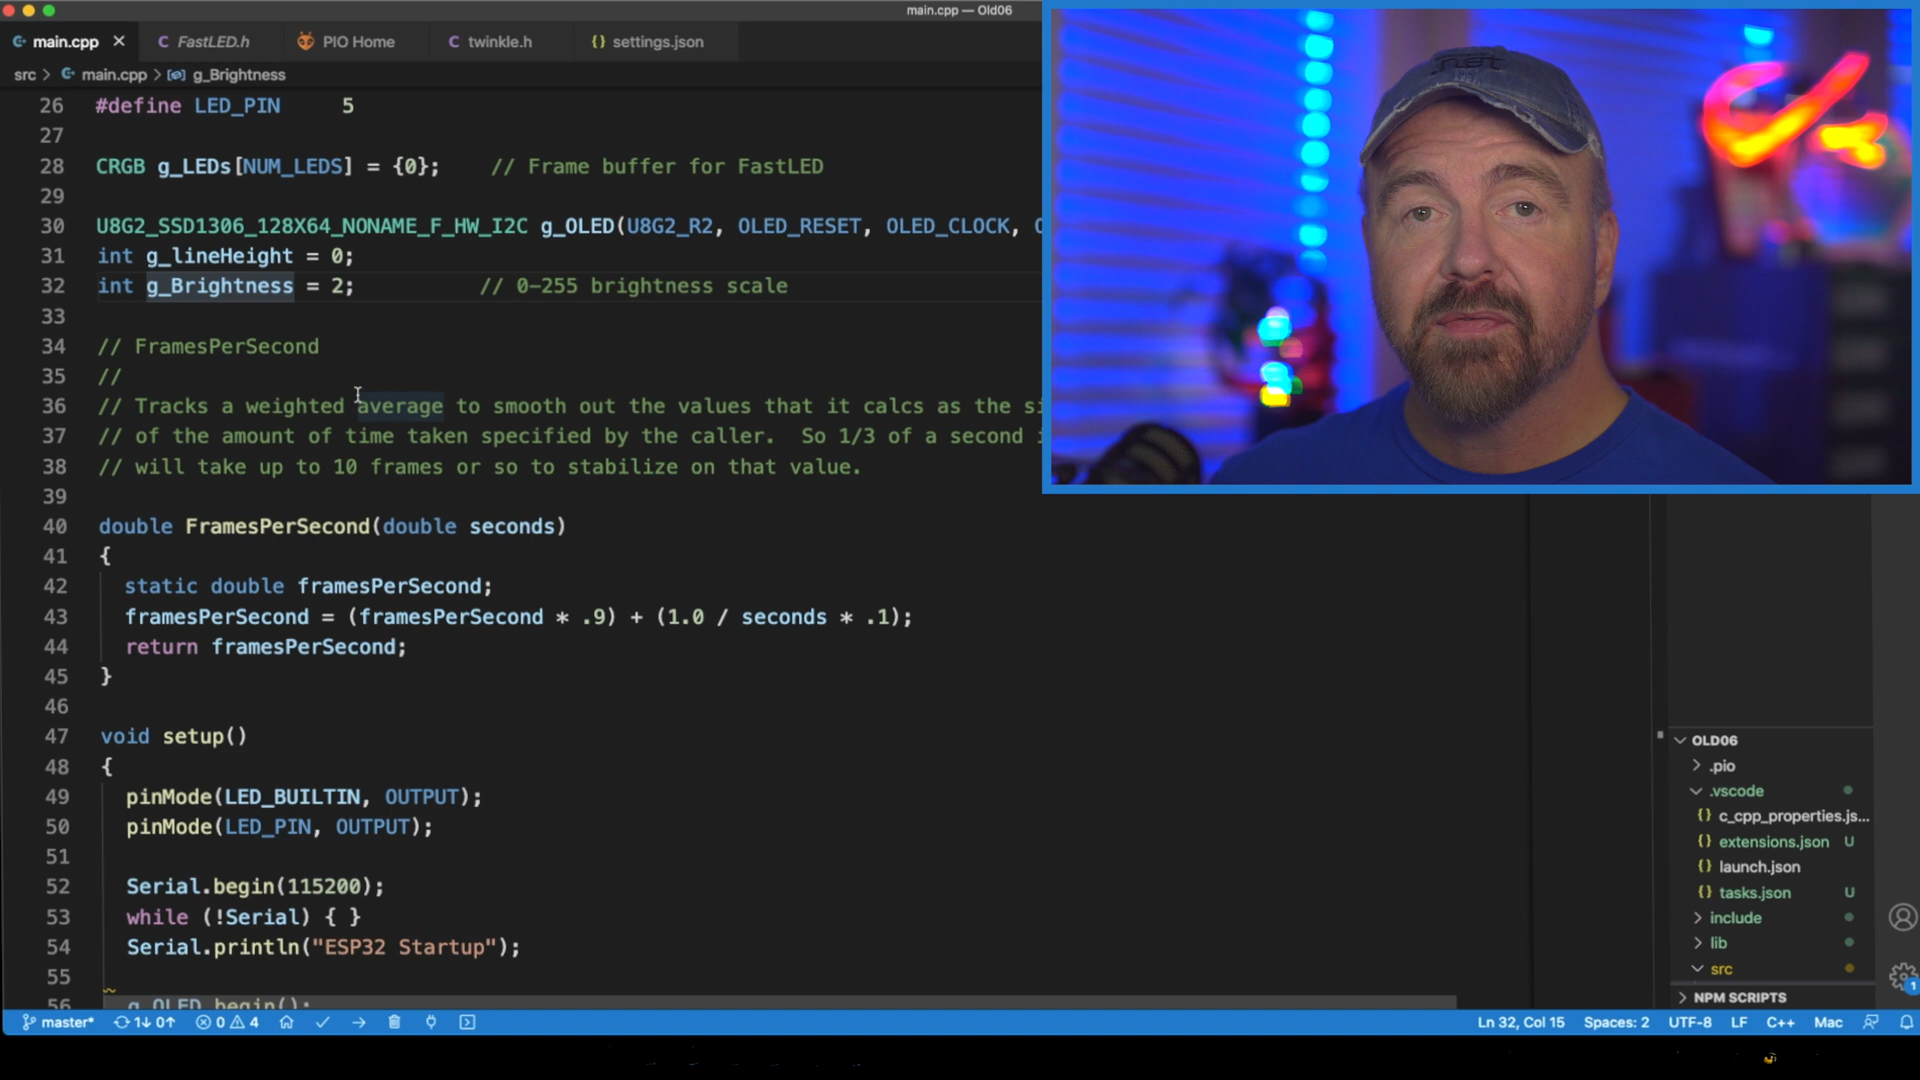 main.cpp — Old06
main.cpp
FastLED.h
PIO Home
twinkle.h
settings.json
src > main.cpp > g_Brightness
26 #define LED_PIN 5
27
28 CRGB g_LEDs[NUM_LEDS] = {0}; // Frame buffer for FastLED
29
30 U8G2_SSD1306_128X64_NONAME_F_HW_I2C g_OLED(U8G2_R2, OLED_RESET, OLED_CLOCK, O
31 int g_lineHeight = 0;
32 int g_Brightness = 2; // 0-255 brightness scale
33
34 // FramesPerSecond
35 //
36 // Tracks a weighted average to smooth out the values that it calcs as the si
37 // of the amount of time taken specified by the caller. So 1/3 of a second i
38 // will take up to 10 frames or so to stabilize on that value.
39
40 double FramesPerSecond(double seconds)
41 {
42 static double framesPerSecond;
43 framesPerSecond = (framesPerSecond * .9) + (1.0 / seconds * .1);
44 return framesPerSecond;
45 }
46
47 void setup()
48 {
49 pinMode(LED_BUILTIN, OUTPUT);
50 pinMode(LED_PIN, OUTPUT);
51
52 Serial.begin(115200);
53 while (!Serial) { }
54 Serial.println("ESP32 Startup");
55
56 g_OLED.begin();
.net
OLD06
.pio
.vscode
{} c_cpp_properties.js...
{} extensions.json U
{} launch.json
{} tasks.json U
include
lib
src
NPM SCRIPTS
1
master* 1↓ 0↑ 0 4
Ln 32, Col 15 Spaces: 2 UTF-8 LF C++ Mac